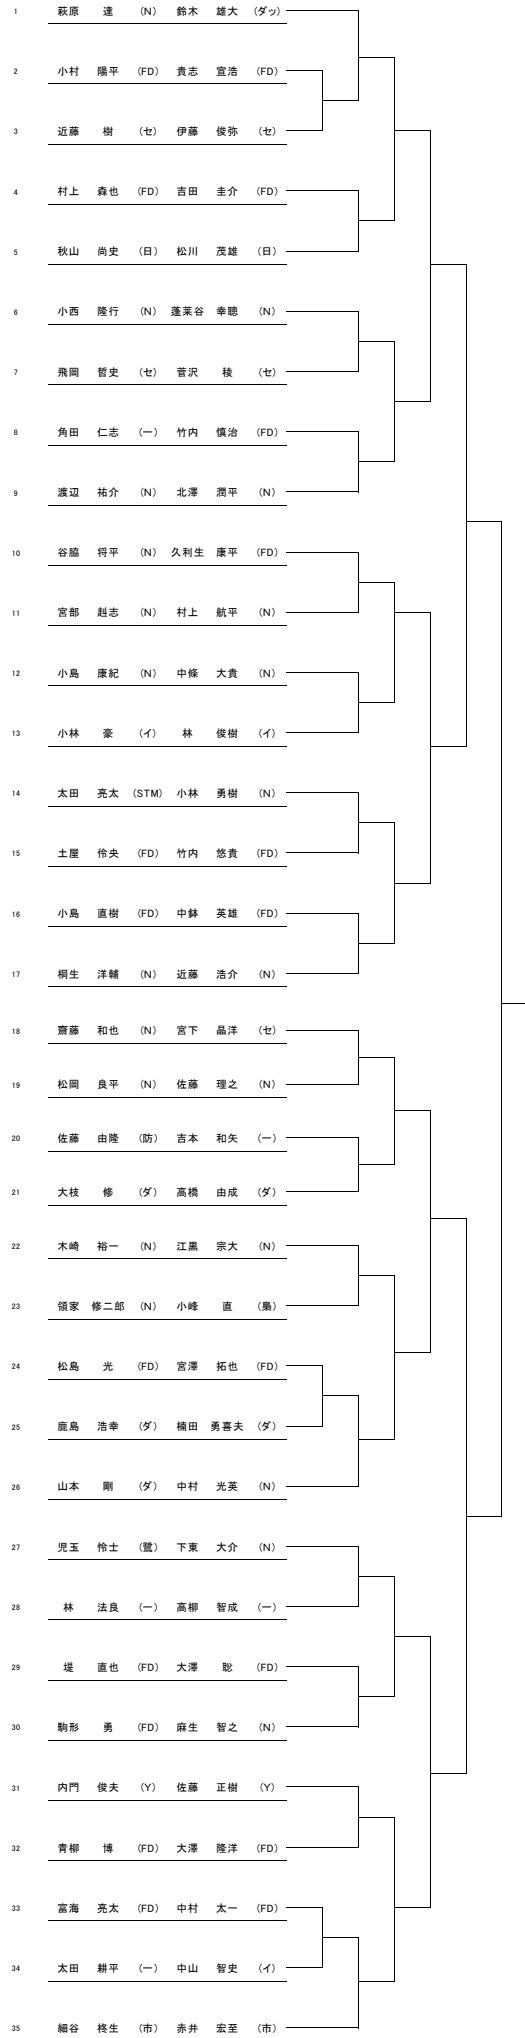 1 萩原 達 (N) 鈴木 雄大 (ダッ)
2 小村 陽平 (FD) 貴志 宣浩 (FD)
3 近藤 樹 (セ) 伊藤 俊弥 (セ)
4 村上 森也 (FD) 吉田 圭介 (FD)
5 秋山 尚史 (日) 松川 茂雄 (日)
6 小西 隆行 (N) 蓬莱谷 幸聰 (N)
7 飛岡 哲史 (セ) 菅沢 稜 (セ)
8 角田 仁志 (一) 竹内 慎治 (FD)
9 渡辺 祐介 (N) 北澤 潤平 (N)
10 谷脇 将平 (N) 久利生 康平 (FD)
11 宮部 赳志 (N) 村上 航平 (N)
12 小島 康紀 (N) 中條 大貴 (N)
13 小林 豪 (イ) 林 俊樹 (イ)
14 太田 亮太 (STM) 小林 勇樹 (N)
15 土屋 伶央 (FD) 竹内 悠貴 (FD)
16 小島 直樹 (FD) 中鉢 英雄 (FD)
17 桐生 洋輔 (N) 近藤 浩介 (N)
18 齋藤 和也 (N) 宮下 晶洋 (セ)
19 松岡 良平 (N) 佐藤 理之 (N)
20 佐藤 由隆 (防) 吉本 和矢 (一)
21 大枝 修 (ダ) 高橋 由成 (ダ)
22 木崎 裕一 (N) 江黒 宗大 (N)
23 領家 修二郎 (N) 小峰 直 (梟)
24 松島 光 (FD) 宮澤 拓也 (FD)
25 鹿島 浩幸 (ダ) 楠田 勇喜夫 (ダ)
26 山本 剛 (ダ) 中村 光英 (N)
27 児玉 怜士 (鷺) 下東 大介 (N)
28 林 法良 (一) 高柳 智成 (一)
29 堤 直也 (FD) 大澤 聡 (FD)
30 駒形 勇 (FD) 麻生 智之 (N)
31 内門 俊夫 (Y) 佐藤 正樹 (Y)
32 青柳 博 (FD) 大澤 隆洋 (FD)
33 富海 亮太 (FD) 中村 太一 (FD)
34 太田 耕平 (一) 中山 智史 (イ)
35 細谷 柊生 (市) 赤井 宏至 (市)